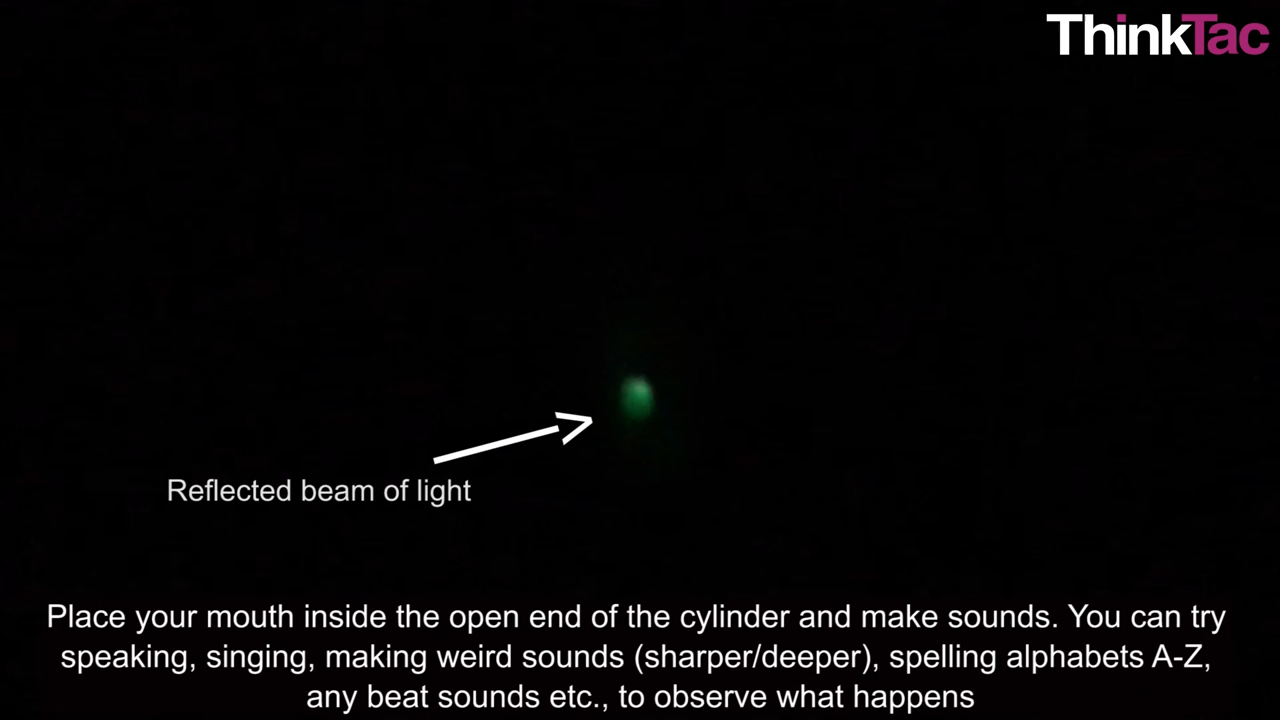 ThinkTac
Reflected beam of light
Place your mouth inside the open end of the cylinder and make sounds. You can try
speaking, singing, making weird sounds (sharper/deeper), spelling alphabets A-Z,
any beat sounds etc., to observe what happens